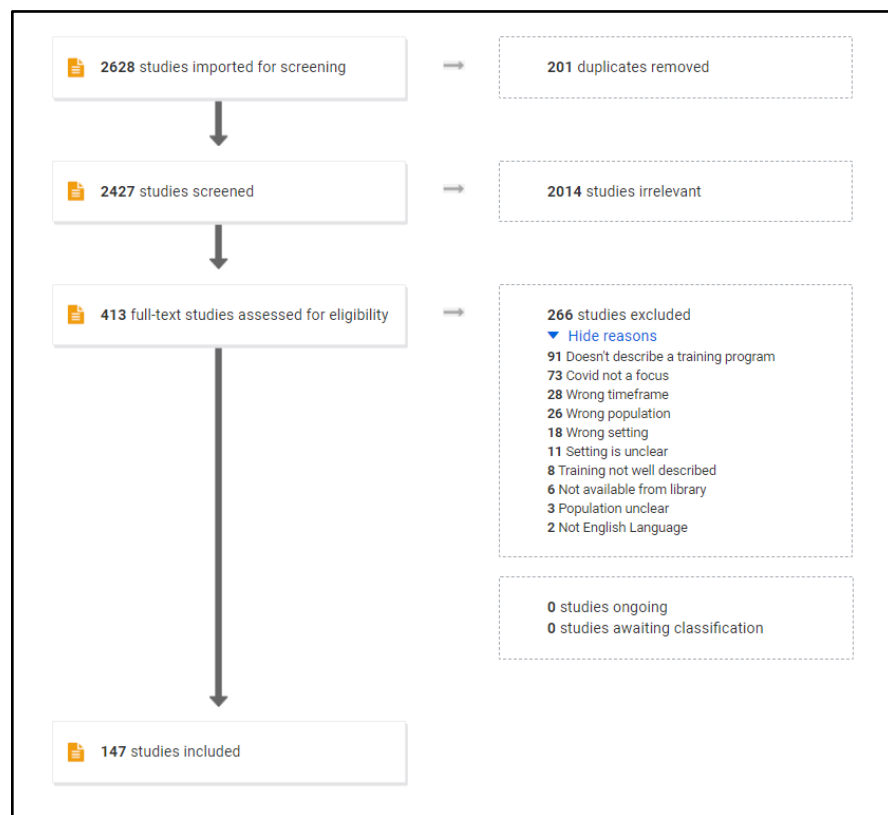 2628 studies imported for screening
201 duplicates removed
2427 studies screened
2014 studies irrelevant
413 full-text studies assessed for eligibility
266 studies excluded
Hide reasons
91 Doesn't describe a training program
73 Covid not a focus
28 Wrong timeframe
26 Wrong population
18 Wrong setting
11 Setting is unclear
8 Training not well described
6 Not available from library
3 Population unclear
2 Not English Language
0 studies ongoing
0 studies awaiting classification
147 studies included